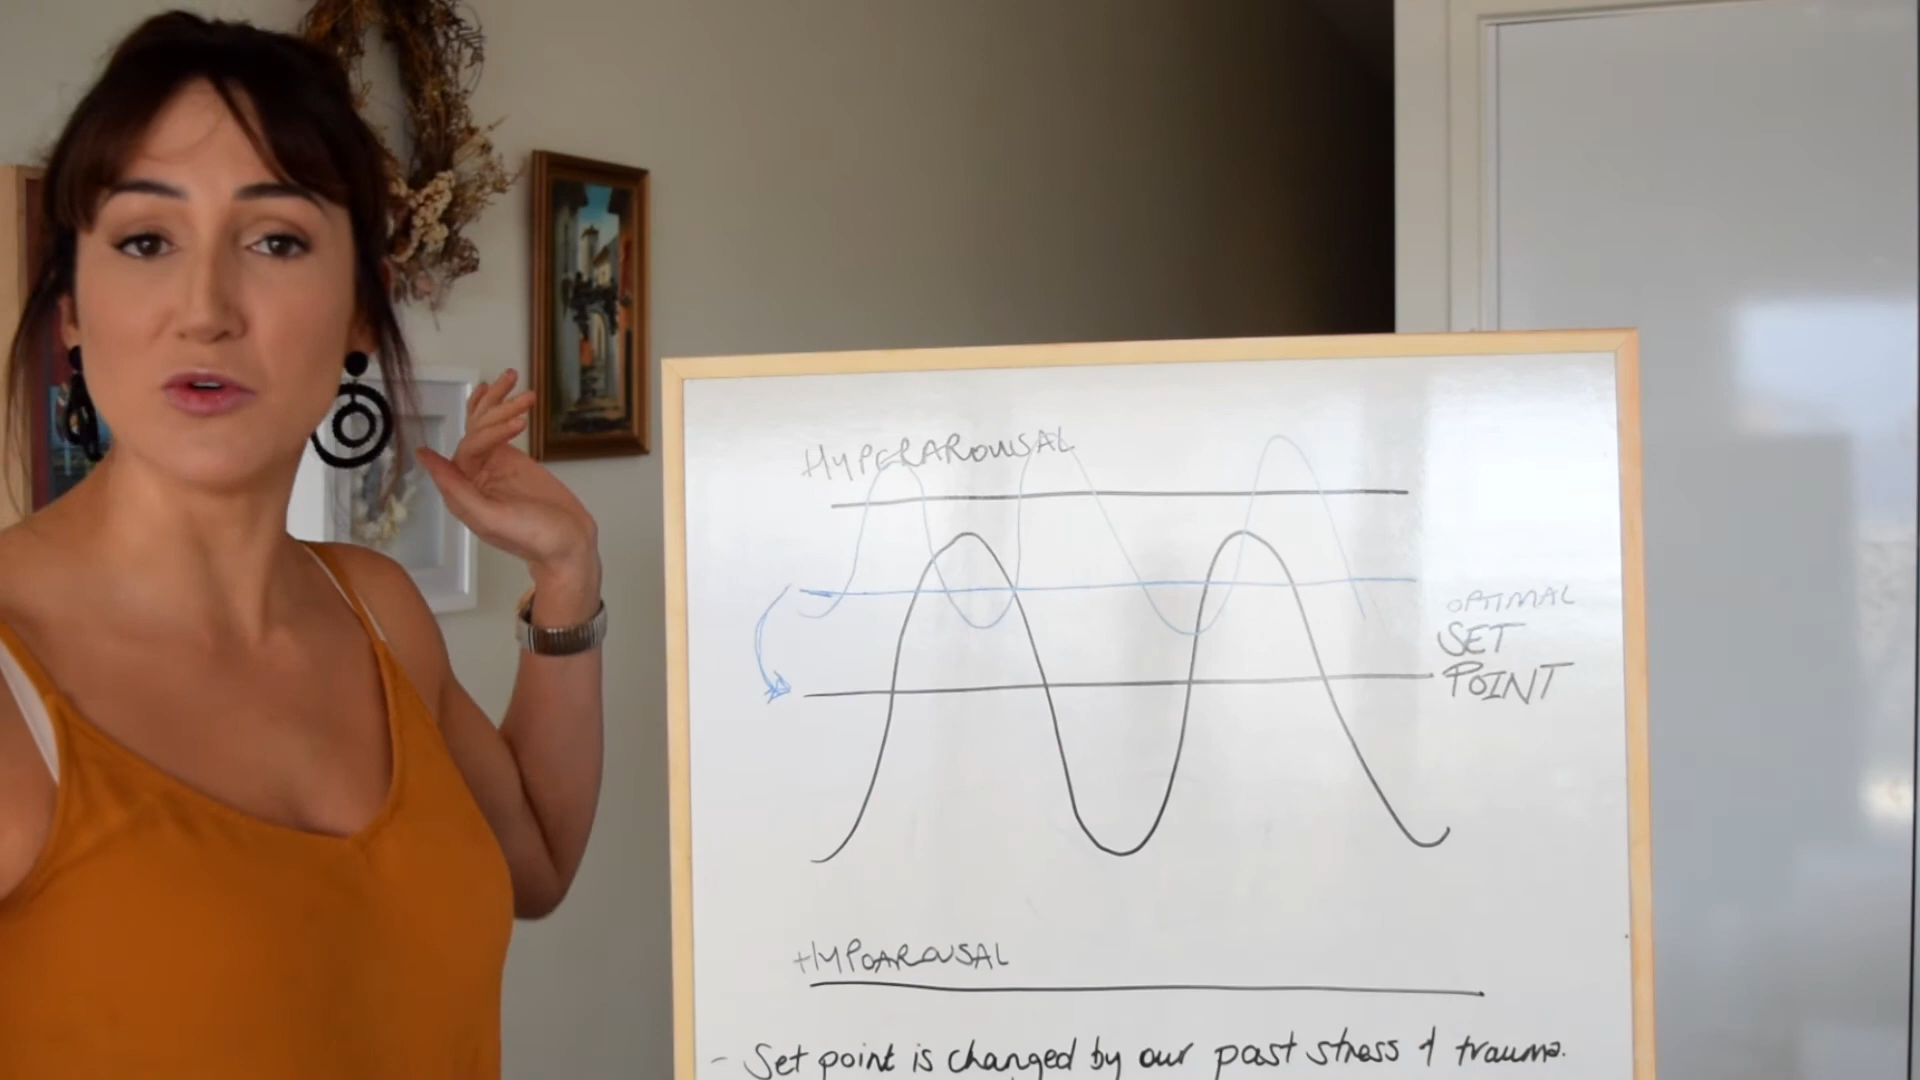 HYPERAROUSAL
OPTIMAL
SET
POINT
HYPOAROUSAL
- Set point is changed by our past stress & trauma.